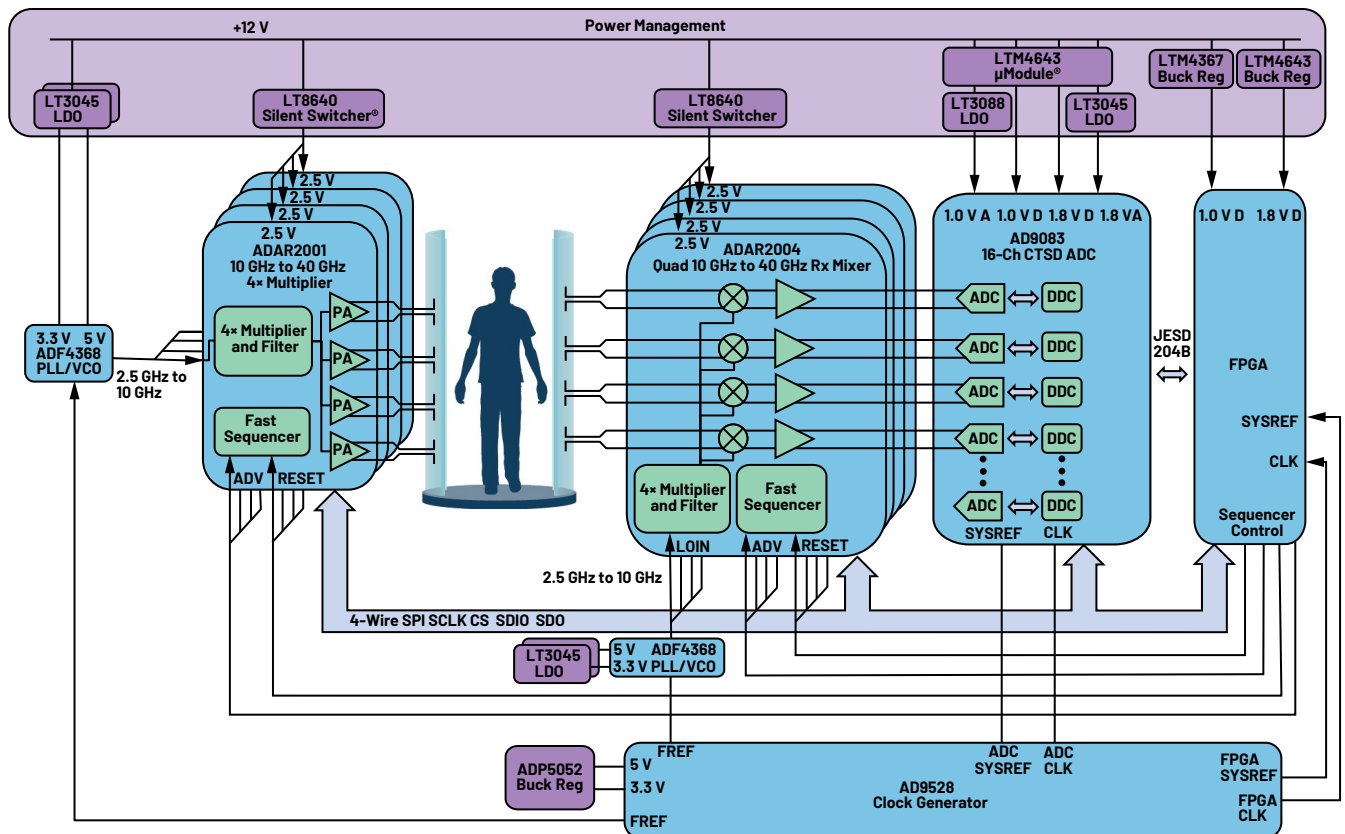 Power Management
+12 V
LT3045
LDO
LT8640
Silent Switcher®
LT8640
Silent Switcher
LTM4643
µModule®
LT3088
LDO
LT3045
LDO
LTM4367
Buck Reg
LTM4643
Buck Reg
2.5 V
2.5 V
2.5 V
2.5 V
ADAR2001
10 GHz to 40 GHz
4× Multiplier
4× Multiplier
and Filter
PA
PA
PA
PA
Fast
Sequencer
ADV
RESET
3.3 V 5 V
ADF4368
PLL/VCO
2.5 GHz to
10 GHz
2.5 V
2.5 V
2.5 V
2.5 V
ADAR2004
Quad 10 GHz to 40 GHz Rx Mixer
4× Multiplier
and Filter
Fast
Sequencer
LOIN
ADV
RESET
2.5 GHz to 10 GHz
1.0 V A 1.0 V D 1.8 V D 1.8 VA
AD9083
16-Ch CTSD ADC
ADC
DDC
ADC
DDC
ADC
DDC
ADC
DDC
ADC
DDC
SYSREF
CLK
JESD
204B
1.0 V D 1.8 V D
FPGA
SYSREF
CLK
Sequencer
Control
4-Wire SPI SCLK CS SDIO SDO
LT3045
LDO
5 V ADF4368
3.3 V PLL/VCO
ADP5052
Buck Reg
5 V
3.3 V
FREF
FREF
ADC
SYSREF
ADC
CLK
AD9528
Clock Generator
FPGA
SYSREF
FPGA
CLK